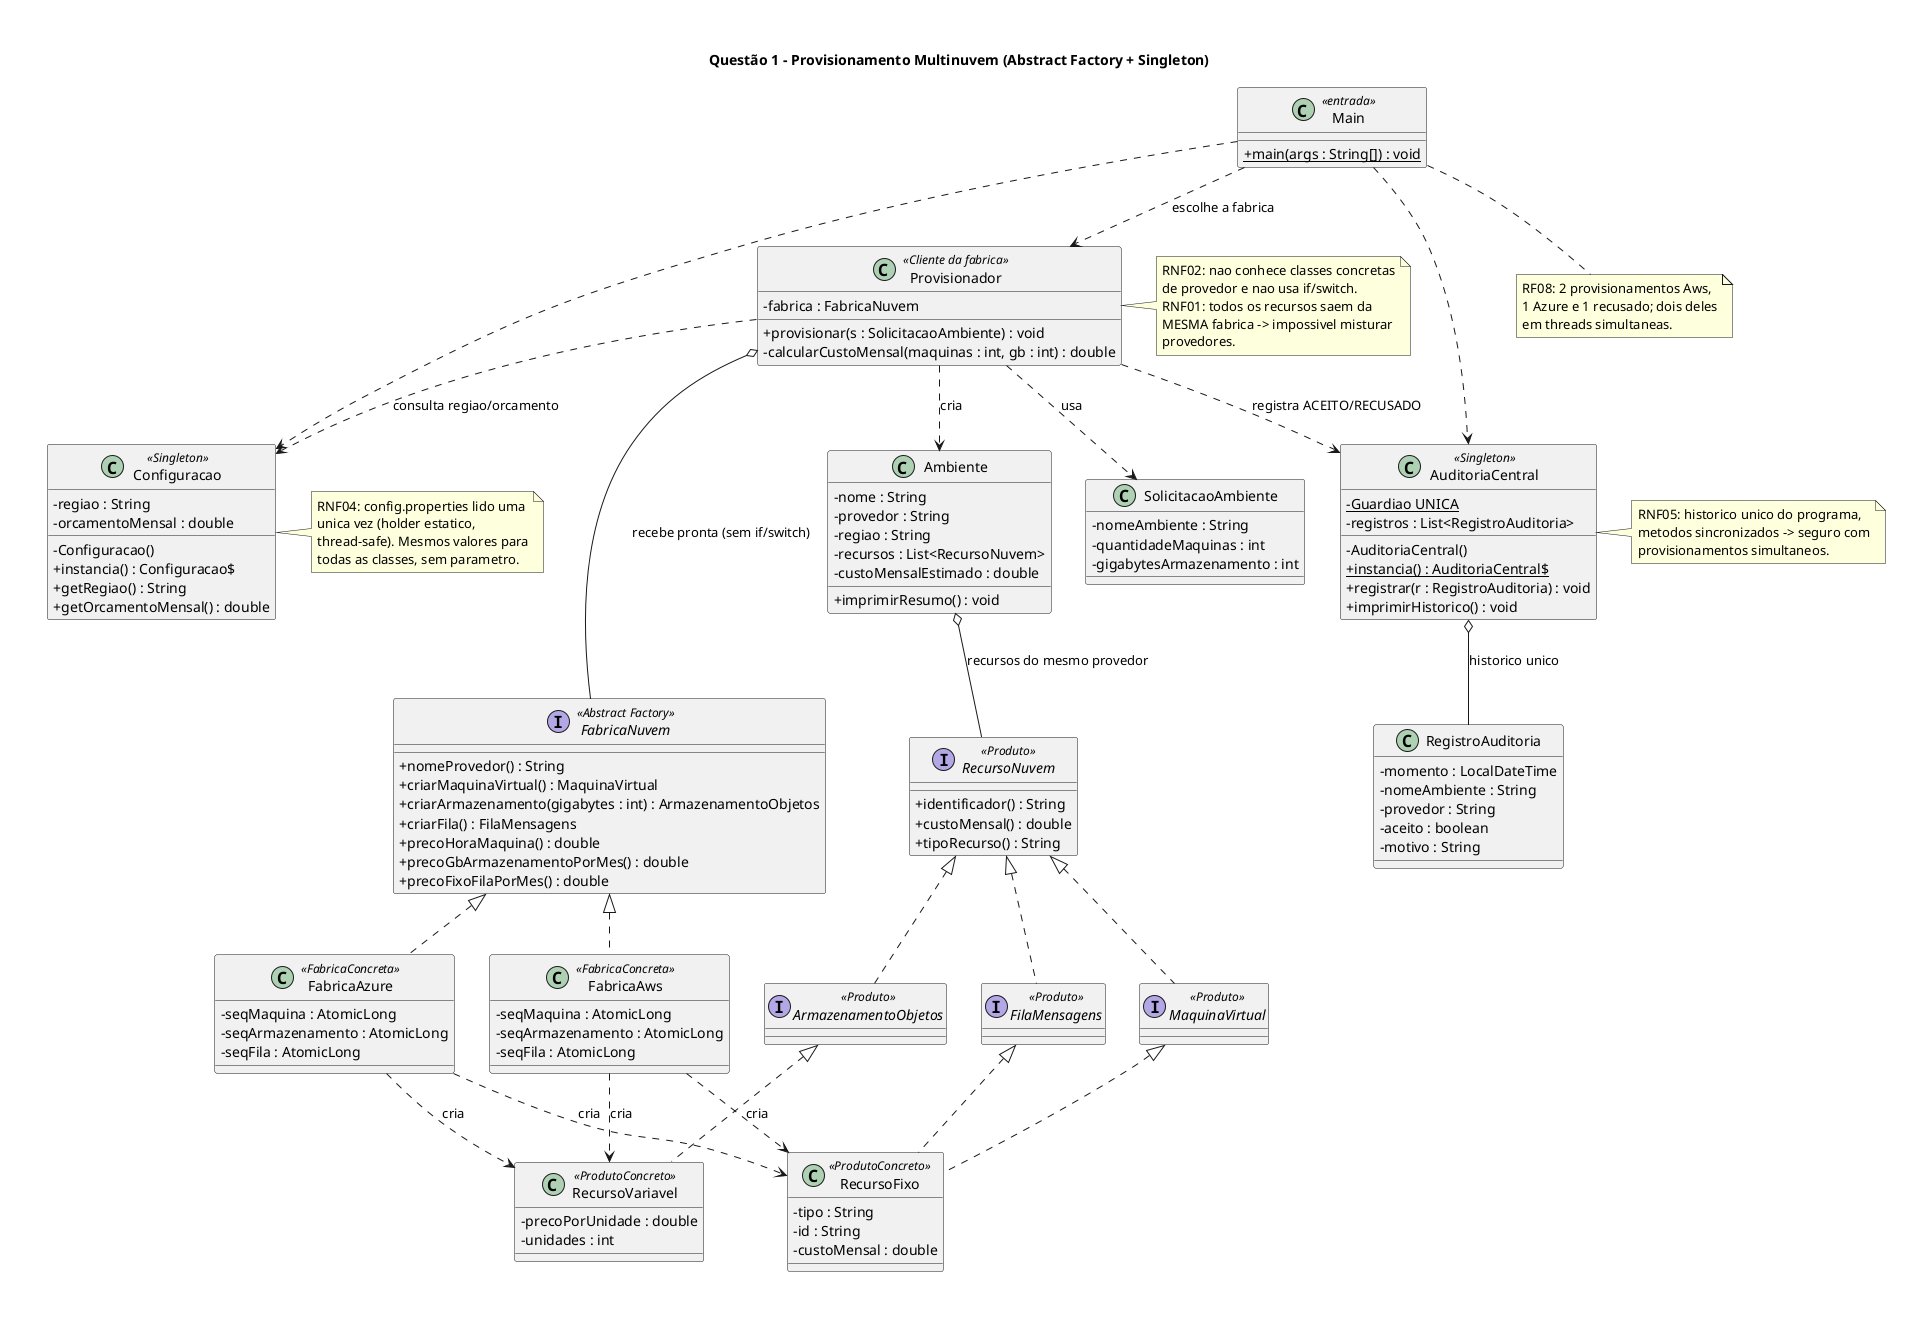 Questão 1 - Provisionamento Multinuvem (Abstract Factory + Singleton)
C
«entrada»
Main
+main(args : String[]) : void
escolhe a fabrica
C
«Cliente da fabrica»
Provisionador
-fabrica : FabricaNuvem
+provisionar(s : SolicitacaoAmbiente) : void
-calcularCustoMensal(maquinas : int, gb : int) : double
RNF02: nao conhece classes concretas
de provedor e nao usa if/switch.
RNF01: todos os recursos saem da
MESMA fabrica -> impossivel misturar
provedores.
RF08: 2 provisionamentos Aws,
1 Azure e 1 recusado; dois deles
em threads simultaneas.
consulta regiao/orcamento
cria
usa
registra ACEITO/RECUSADO
C
«Singleton»
Configuracao
-regiao : String
-orcamentoMensal : double
-Configuracao()
+instancia() : Configuracao$
+getRegiao() : String
+getOrcamentoMensal() : double
RNF04: config.properties lido uma
unica vez (holder estatico,
thread-safe). Mesmos valores para
todas as classes, sem parametro.
recebe pronta (sem if/switch)
C
Ambiente
-nome : String
-provedor : String
-regiao : String
-recursos : List<RecursoNuvem>
-custoMensalEstimado : double
+imprimirResumo() : void
C
SolicitacaoAmbiente
-nomeAmbiente : String
-quantidadeMaquinas : int
-gigabytesArmazenamento : int
C
«Singleton»
AuditoriaCentral
-Guardiao UNICA
-registros : List<RegistroAuditoria>
-AuditoriaCentral()
+instancia() : AuditoriaCentral$
+registrar(r : RegistroAuditoria) : void
+imprimirHistorico() : void
RNF05: historico unico do programa,
metodos sincronizados -> seguro com
provisionamentos simultaneos.
recursos do mesmo provedor
historico unico
I
«Abstract Factory»
FabricaNuvem
+nomeProvedor() : String
+criarMaquinaVirtual() : MaquinaVirtual
+criarArmazenamento(gigabytes : int) : ArmazenamentoObjetos
+criarFila() : FilaMensagens
+precoHoraMaquina() : double
+precoGbArmazenamentoPorMes() : double
+precoFixoFilaPorMes() : double
I
«Produto»
RecursoNuvem
+identificador() : String
+custoMensal() : double
+tipoRecurso() : String
C
RegistroAuditoria
-momento : LocalDateTime
-nomeAmbiente : String
-provedor : String
-aceito : boolean
-motivo : String
C
«FabricaConcreta»
FabricaAzure
-seqMaquina : AtomicLong
-seqArmazenamento : AtomicLong
-seqFila : AtomicLong
C
«FabricaConcreta»
FabricaAws
-seqMaquina : AtomicLong
-seqArmazenamento : AtomicLong
-seqFila : AtomicLong
I
«Produto»
ArmazenamentoObjetos
I
«Produto»
FilaMensagens
I
«Produto»
MaquinaVirtual
cria
cria
cria
cria
C
«ProdutoConcreto»
RecursoVariavel
-precoPorUnidade : double
-unidades : int
C
«ProdutoConcreto»
RecursoFixo
-tipo : String
-id : String
-custoMensal : double